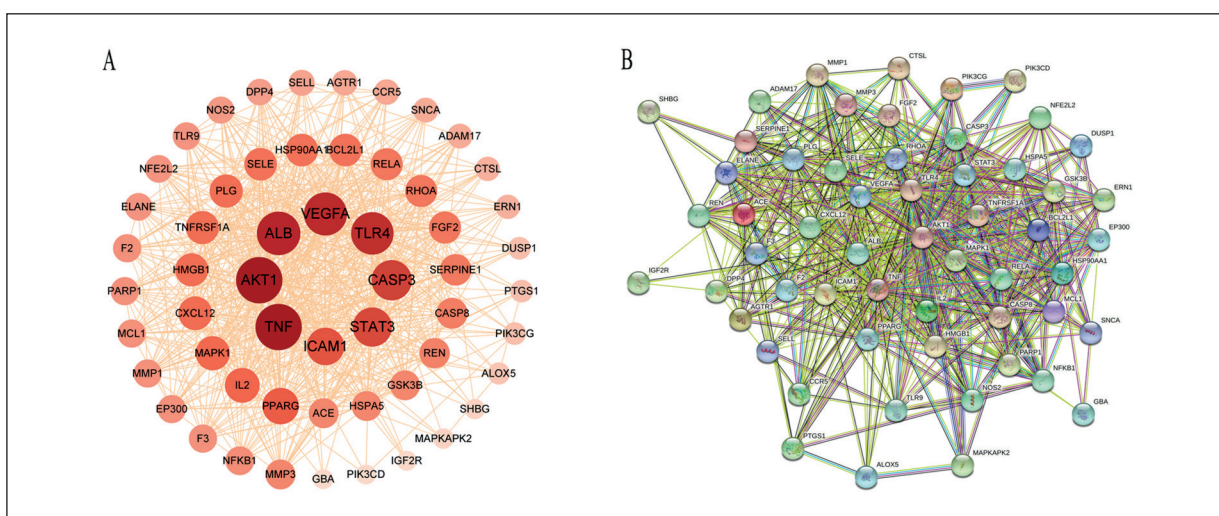 A
SELL
AGTR1
DPP4
CCR5
NOS2
SNCA
TLR9
ADAM17
NFE2L2
CTSL
ELANE
ERN1
F2
DUSP1
PARP1
PTGS1
MCL1
PIK3CG
MMP1
ALOX5
EP300
SHBG
F3
MAPKAPK2
NFKB1
IGF2R
MMP3
GBA
PIK3CD
HSP90AA1
BCL2L1
SELE
RELA
PLG
RHOA
TNFRSF1A
FGF2
HMGB1
SERPINE1
CXCL12
CASP8
MAPK1
REN
IL2
GSK3B
PPARG
ACE
HSPA5
VEGFA
ALB
TLR4
AKT1
CASP3
TNF
STAT3
ICAM1
B
MMP1
CTSL
PIK3CG
PIK3CD
ADAM17
MMP3
SHBG
FGF2
NFE2L2
SERPINE1
CASP3
DUSP1
PLG
RHOA
ELANE
SELE
STAT3
HSPA5
TLR4
GSK3B
VEGFA
ERN1
REN
ACE
TNFRSF1A
CXCL12
BCL2L1
AKT1
EP300
F3
ALB
MAPK1
HSP90AA1
RELA
IGF2R
DPP4
F2
TNF
ICAM1
IL2
MCL1
AGTR1
CASP8
SNCA
PPARG
HMGB1
SELL
PARP1
NFKB1
CCR5
NOS2
TLR9
GBA
PTGS1
ALOX5
MAPKAPK2